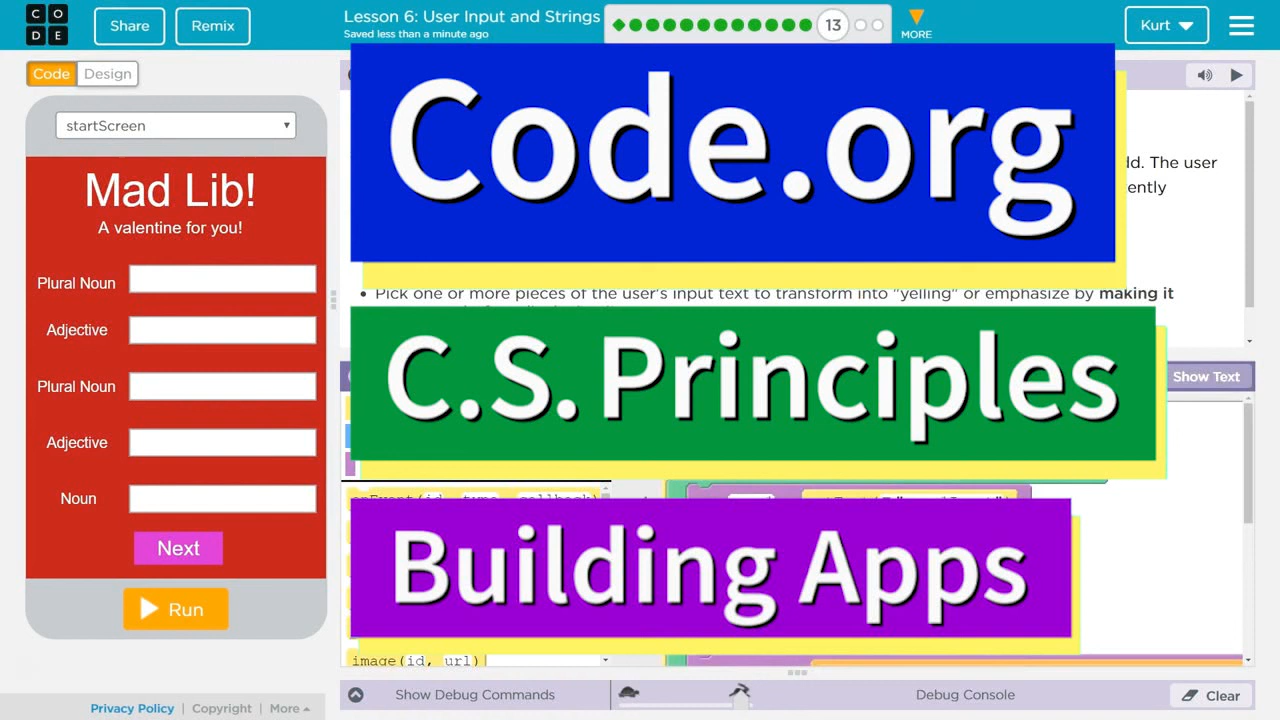 CODE
Share
Remix
Lesson 6: User Input and Strings
Saved less than a minute ago
13
MORE
Kurt
Code
Design
startScreen
Mad Lib!
A valentine for you!
Plural Noun
Adjective
Plural Noun
Adjective
Noun
Next
Run
Code.org
dd. The user
ently
Pick one or more pieces of the user's input text to transform into "yelling" or emphasize by making it
C.S. Principles
Show Text
Building Apps
image(id, url)
Show Debug Commands
Debug Console
Clear
Privacy Policy | Copyright | More